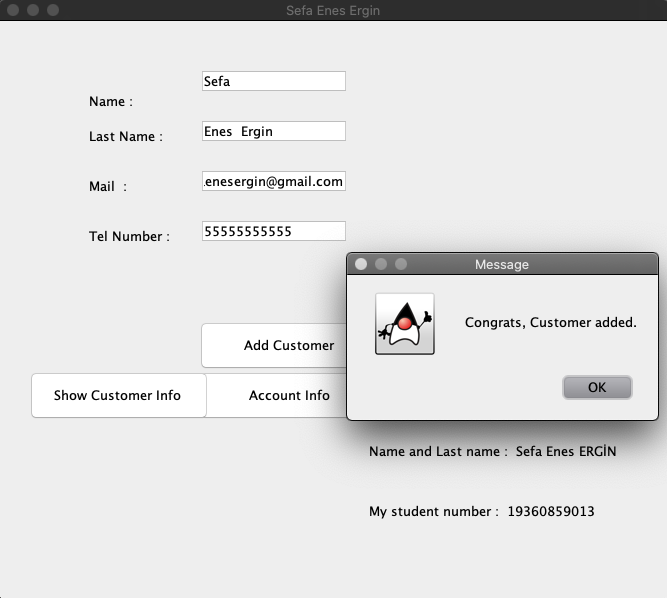 Sefa Enes Ergin
Sefa
Name :
Enes  Ergin
Last Name :
.enesergin@gmail.com
Mail  :
55555555555
Tel Number :
Message
Congrats, Customer added.
OK
Add Customer
Show Customer Info
Account Info
Name and Last name :  Sefa Enes ERGİN
My student number :  19360859013